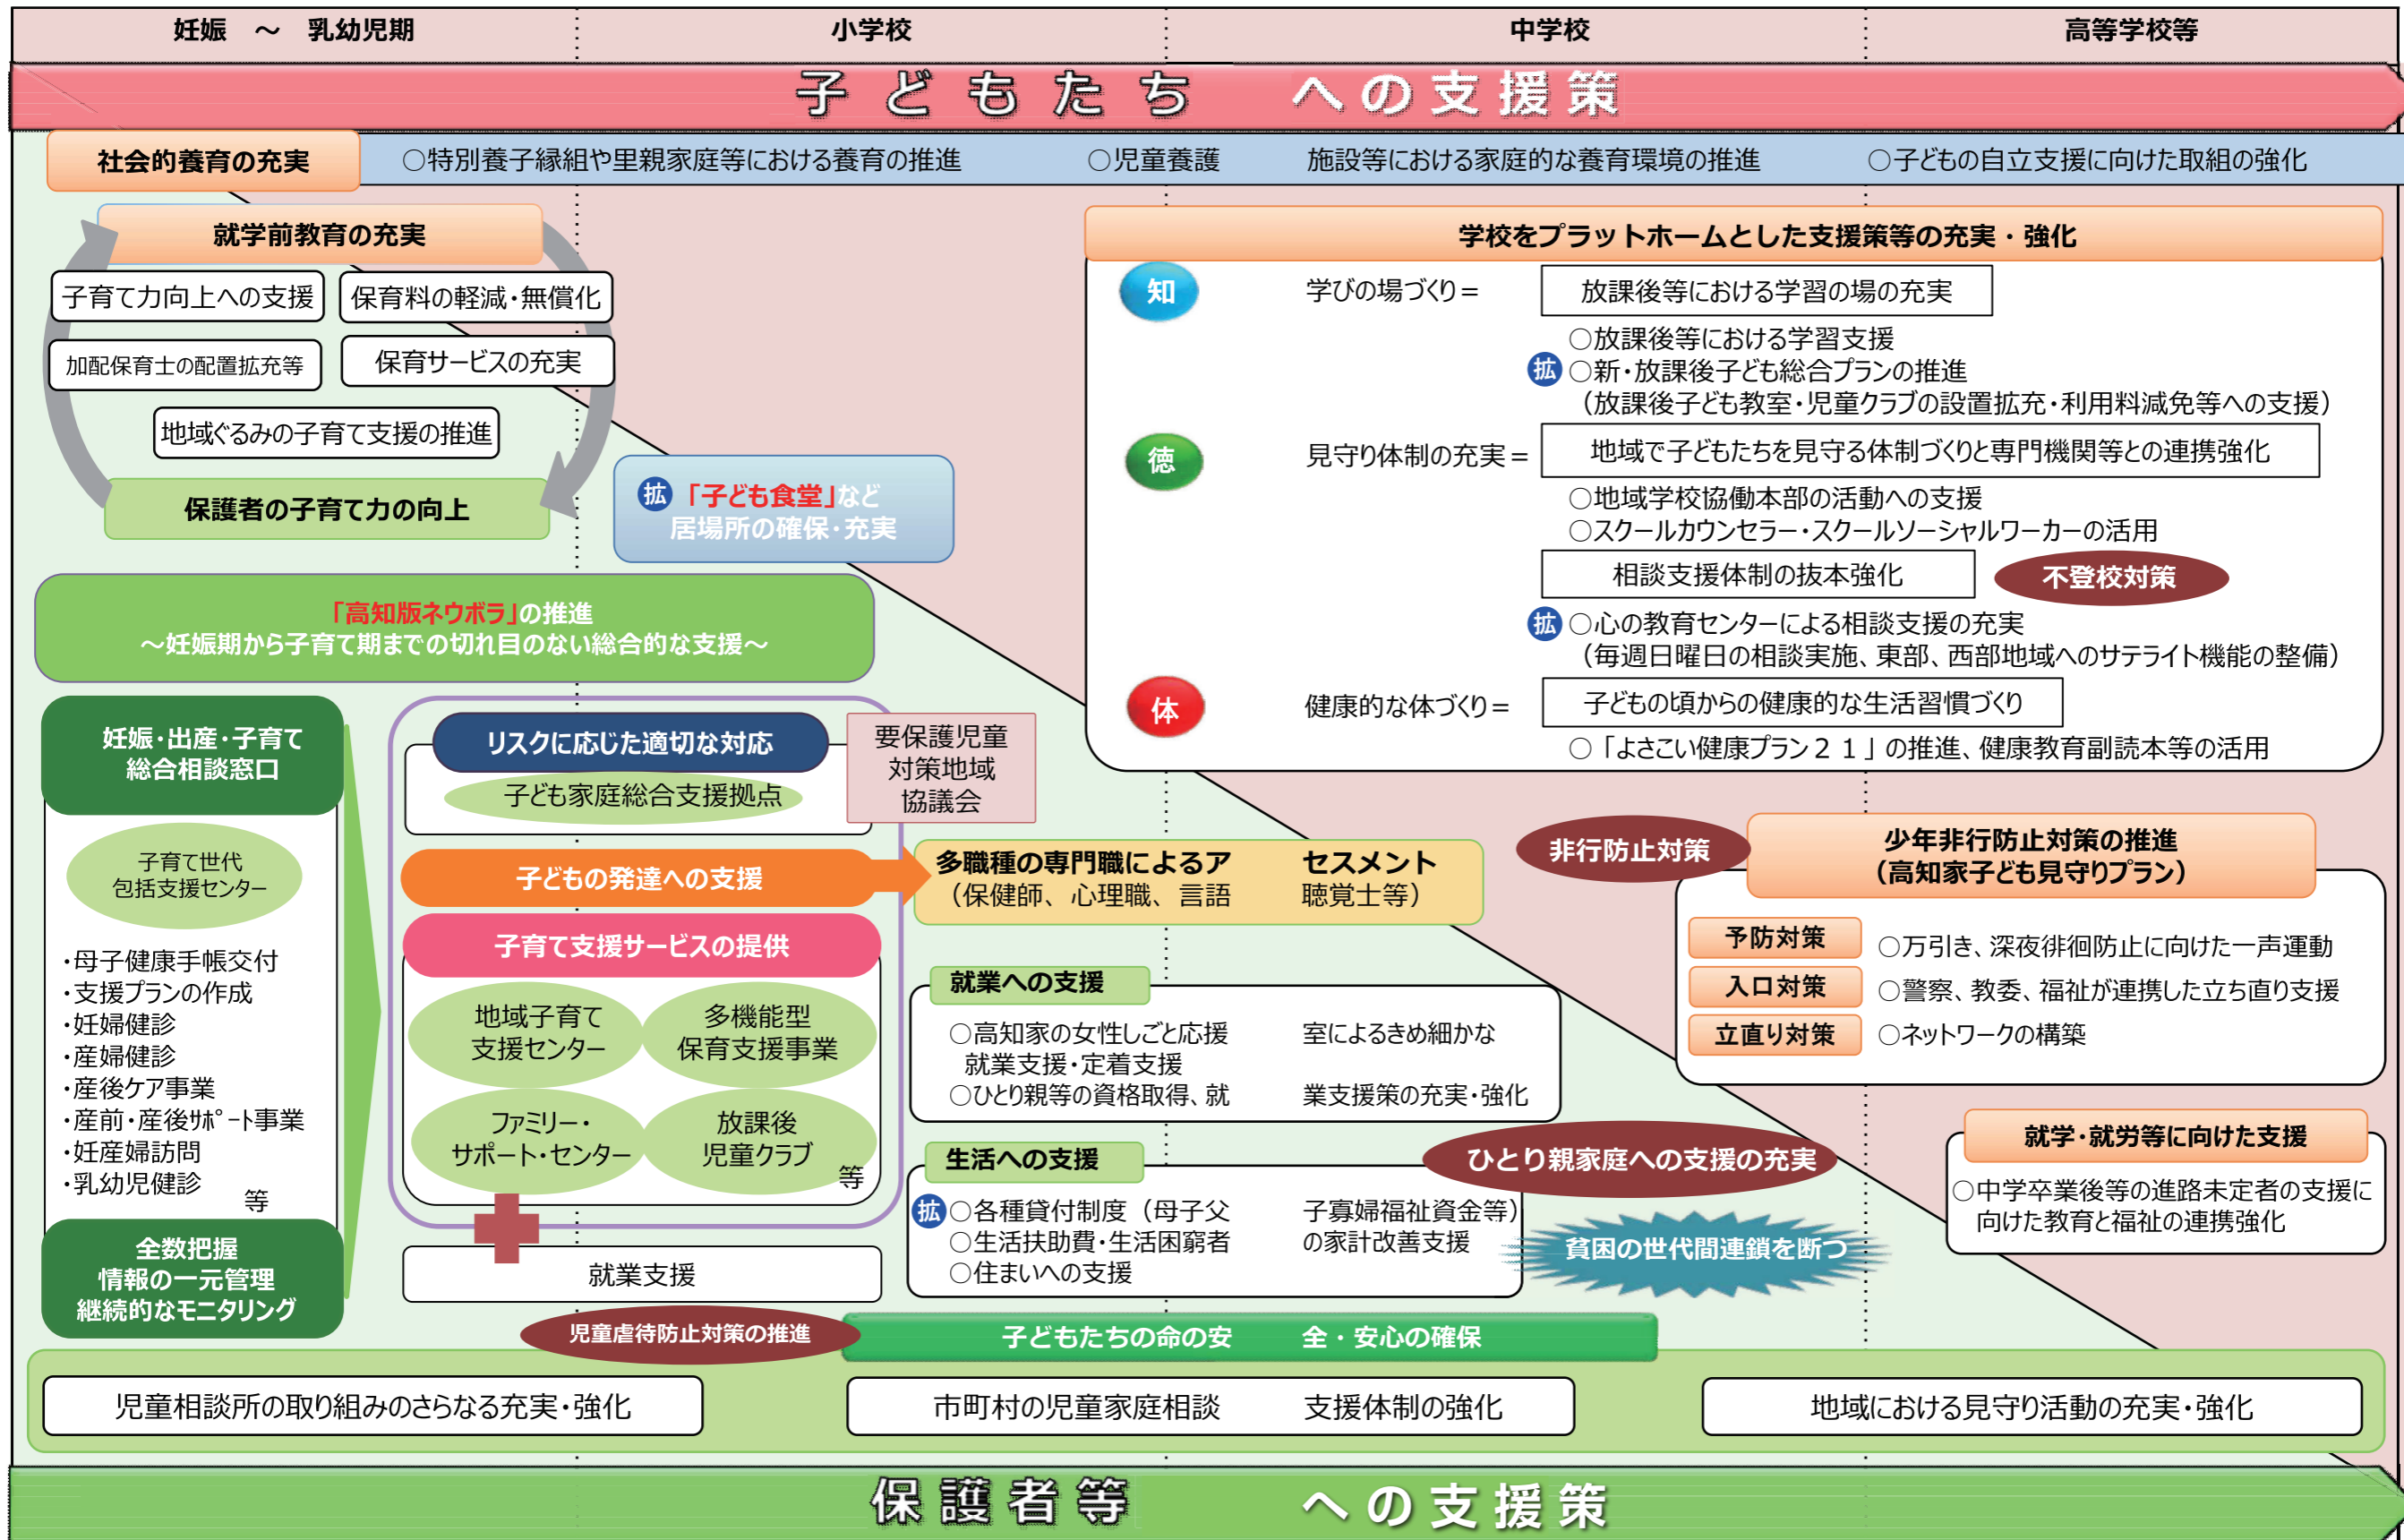 妊娠 ～ 乳幼児期
小学校
中学校
高等学校等
子どもたち への支援策
社会的養育の充実
○特別養子縁組や里親家庭等における養育の推進
○児童養護 施設等における家庭的な養育環境の推進
○子どもの自立支援に向けた取組の強化
就学前教育の充実
子育て力向上への支援
保育料の軽減・無償化
加配保育士の配置拡充等
保育サービスの充実
地域ぐるみの子育て支援の推進
保護者の子育て力の向上
拡 「子ども食堂」など
居場所の確保・充実
学校をプラットホームとした支援策等の充実・強化
知 学びの場づくり＝ 放課後等における学習の場の充実
○放課後等における学習支援
拡 ○新・放課後子ども総合プランの推進
（放課後子ども教室・児童クラブの設置拡充・利用料減免等への支援）
徳 見守り体制の充実＝ 地域で子どもたちを見守る体制づくりと専門機関等との連携強化
○地域学校協働本部の活動への支援
○スクールカウンセラー・スクールソーシャルワーカーの活用
相談支援体制の抜本強化 不登校対策
拡 ○心の教育センターによる相談支援の充実
（毎週日曜日の相談実施、東部、西部地域へのサテライト機能の整備）
体 健康的な体づくり＝ 子どもの頃からの健康的な生活習慣づくり
○「よさこい健康プラン２１」の推進、健康教育副読本等の活用
「高知版ネウボラ」の推進
～妊娠期から子育て期までの切れ目のない総合的な支援～
妊娠・出産・子育て
総合相談窓口
子育て世代
包括支援センター
・母子健康手帳交付
・支援プランの作成
・妊婦健診
・産婦健診
・産後ケア事業
・産前・産後ｻﾎﾟｰﾄ事業
・妊産婦訪問
・乳幼児健診
等
全数把握
情報の一元管理
継続的なモニタリング
リスクに応じた適切な対応
子ども家庭総合支援拠点
要保護児童
対策地域
協議会
子どもの発達への支援
多職種の専門職によるア セスメント
（保健師、心理職、言語 聴覚士等）
子育て支援サービスの提供
地域子育て
支援センター
多機能型
保育支援事業
ファミリー・
サポート・センター
放課後
児童クラブ
等
就業支援
就業への支援
○高知家の女性しごと応援 室によるきめ細かな
就業支援・定着支援
○ひとり親等の資格取得、就 業支援策の充実・強化
生活への支援
ひとり親家庭への支援の充実
拡 ○各種貸付制度（母子父 子寡婦福祉資金等）
○生活扶助費・生活困窮者 の家計改善支援
○住まいへの支援
貧困の世代間連鎖を断つ
非行防止対策
少年非行防止対策の推進
（高知家子ども見守りプラン）
予防対策 ○万引き、深夜徘徊防止に向けた一声運動
入口対策 ○警察、教委、福祉が連携した立ち直り支援
立直り対策 ○ネットワークの構築
就学・就労等に向けた支援
○中学卒業後等の進路未定者の支援に
向けた教育と福祉の連携強化
児童虐待防止対策の推進
子どもたちの命の安 全・安心の確保
児童相談所の取り組みのさらなる充実・強化
市町村の児童家庭相談 支援体制の強化
地域における見守り活動の充実・強化
保護者等 への支援策